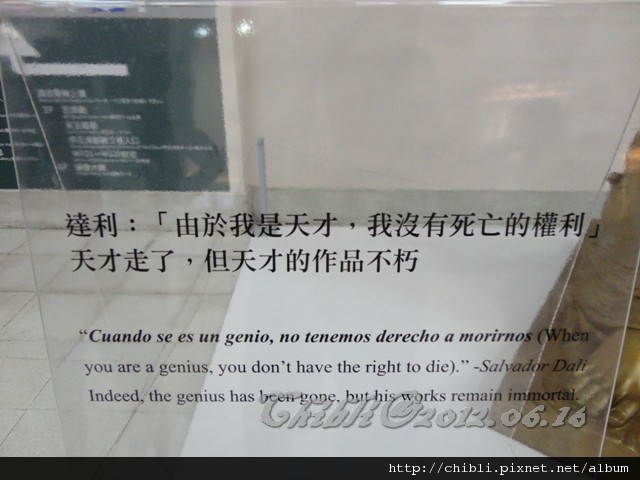 達利：「由於我是天才，我沒有死亡的權利」
天才走了，但天才的作品不朽
“Cuando se es un genio, no tenemos derecho a morirnos (When
you are a genius, you don’t have the right to die).” -Salvador Dali
Indeed, the genius has been gone, but his works remain immortal.
Chibli@2012.06.16
http://chibli.pixnet.net/album